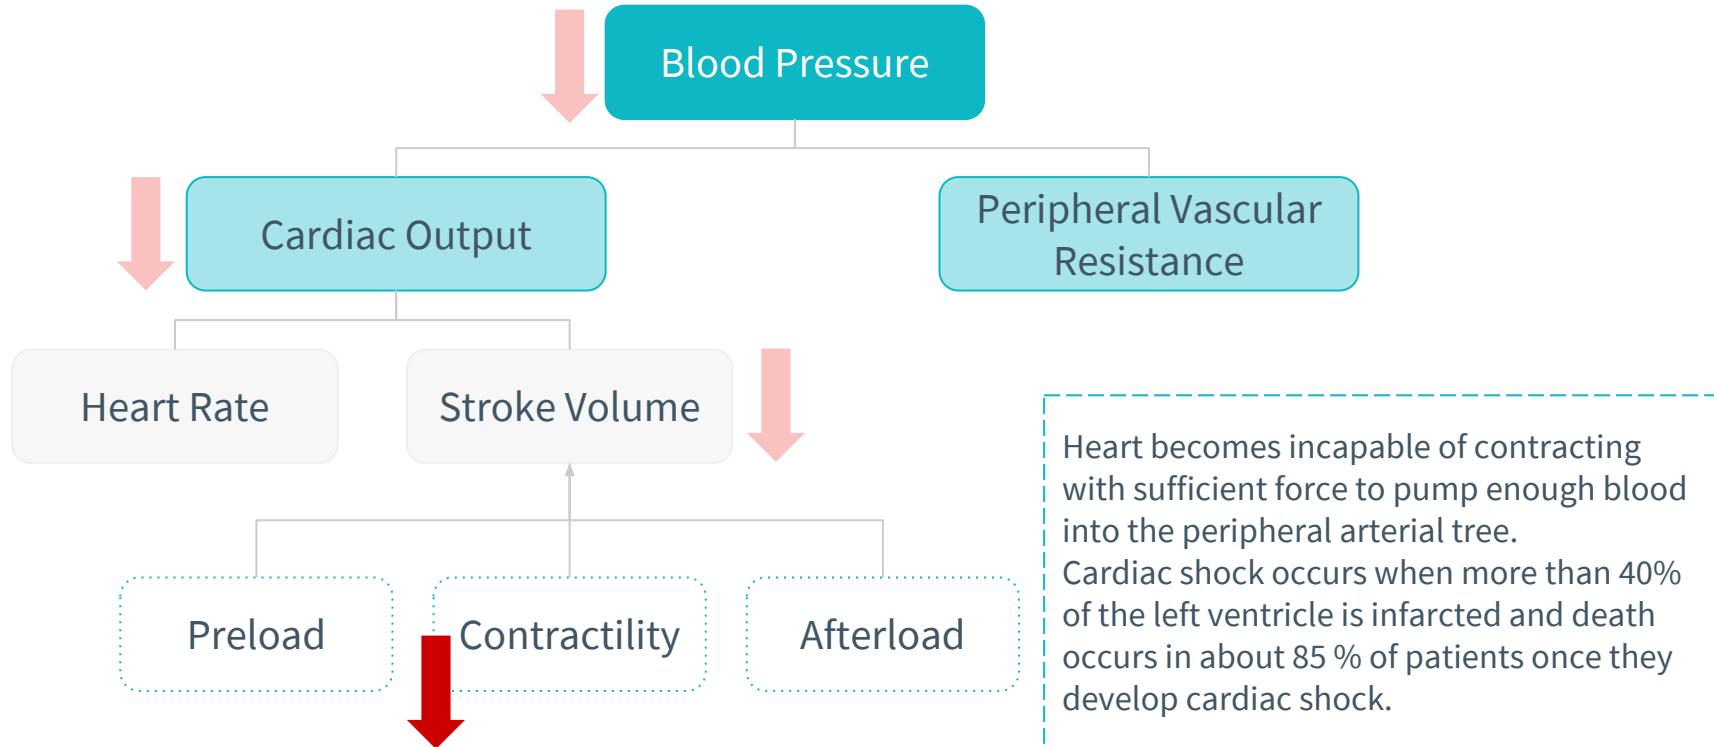 Blood Pressure
Cardiac Output
Peripheral Vascular
Resistance
Heart Rate
Stroke Volume
Preload
Contractility
Afterload
Heart becomes incapable of contracting
with sufficient force to pump enough blood
into the peripheral arterial tree.
Cardiac shock occurs when more than 40%
of the left ventricle is infarcted and death
occurs in about 85 % of patients once they
develop cardiac shock.